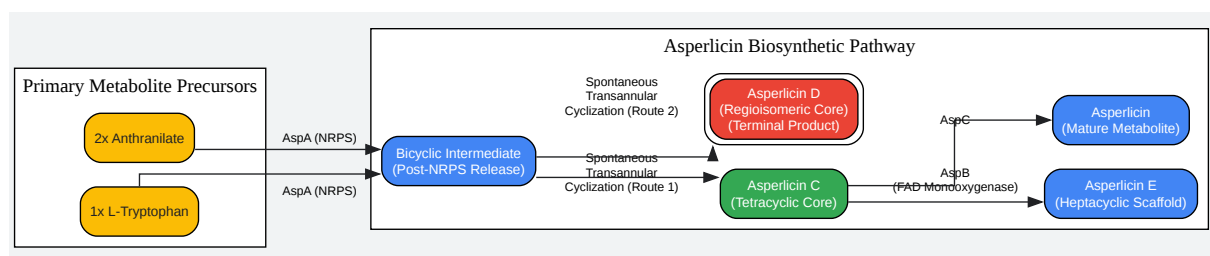 Primary Metabolite Precursors
2x Anthranilate
1x L-Tryptophan
AspA (NRPS)
AspA (NRPS)
Asperlicin Biosynthetic Pathway
Bicyclic Intermediate
(Post-NRPS Release)
Spontaneous
Transannular
Cyclization (Route 2)
Spontaneous
Transannular
Cyclization (Route 1)
Asperlicin D
(Regioisomeric Core)
(Terminal Product)
Asperlicin C
(Tetracyclic Core)
AspC
AspB
(FAD Monooxygenase)
Asperlicin
(Mature Metabolite)
Asperlicin E
(Heptacyclic Scaffold)